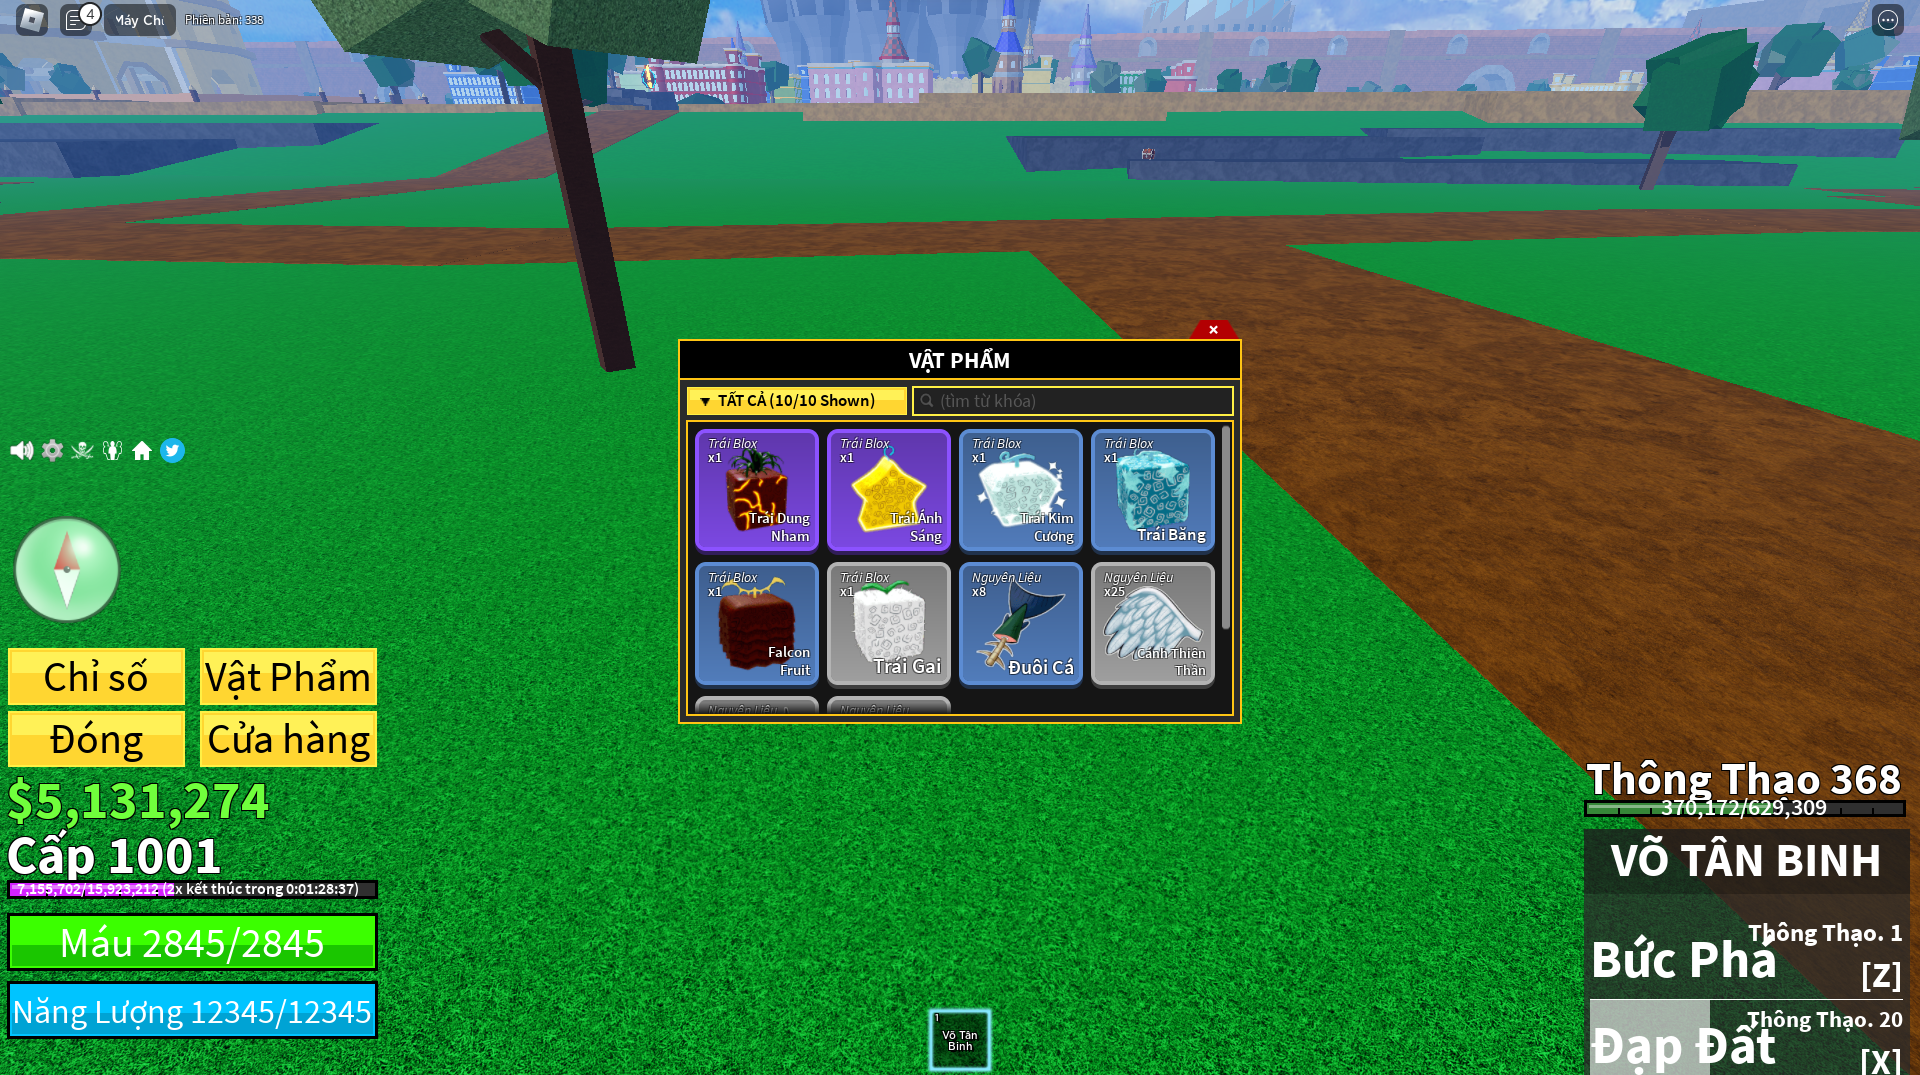 4
Máy Chủ
Phiên bản: 338
×
VẬT PHẨM
▼ TẤT CẢ (10/10 Shown)
(tìm từ khóa)
Trái Blox
x1
Trái Dung
Nham
Trái Blox
x1
Trái Ánh
Sáng
Trái Blox
x1
Trái Kim
Cương
Trái Blox
x1
Trái Băng
Trái Blox
x1
Falcon
Fruit
Trái Blox
x1
Trái Gai
Nguyên Liệu
x8
Đuôi Cá
Nguyên Liệu
x25
Cánh Thiên
Thần
Nguyên Liệu
Nguyên Liệu
Chỉ số
Vật Phẩm
Đóng
Cửa hàng
$5,131,274
Cấp 1001
7,155,702/15,923,212 (2x kết thúc trong 0:01:28:37)
Máu 2845/2845
Năng Lượng 12345/12345
1
Võ Tân
Binh
Thông Thạo 368
370,172/629,309
VÕ TÂN BINH
Thông Thạo. 1
Bức Phá
[Z]
Thông Thạo. 20
Đạp Đất
[X]